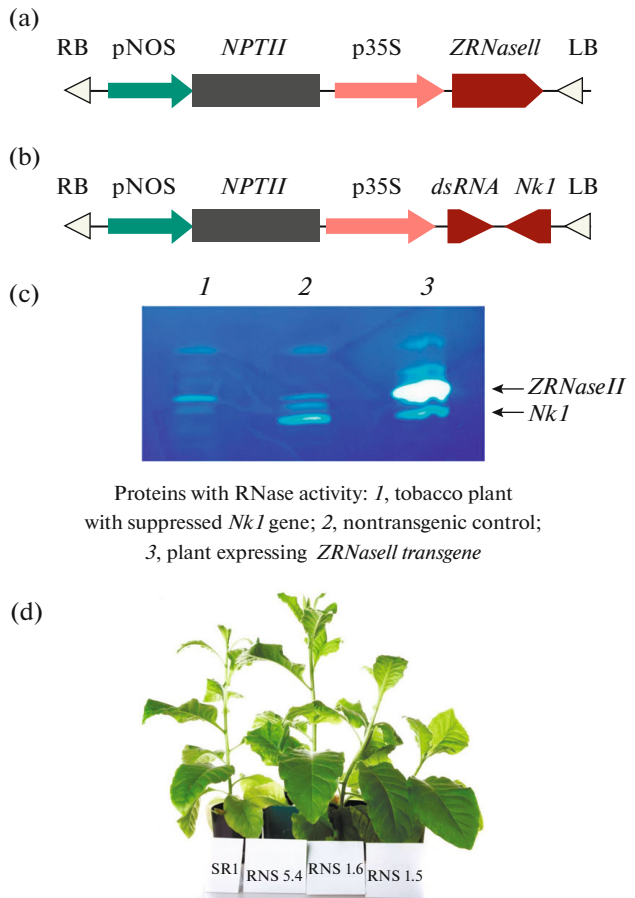 (a)
RB pNOS NPTII p35S ZRNasell LB
(b)
RB pNOS NPTII p35S dsRNA Nk1 LB
(c)
1 2 3
ZRNaseII
Nk1
Proteins with RNase activity: 1, tobacco plant
with suppressed Nk1 gene; 2, nontransgenic control;
3, plant expressing ZRNasell transgene
(d)
SR1 RNS 5.4 RNS 1.6 RNS 1.5